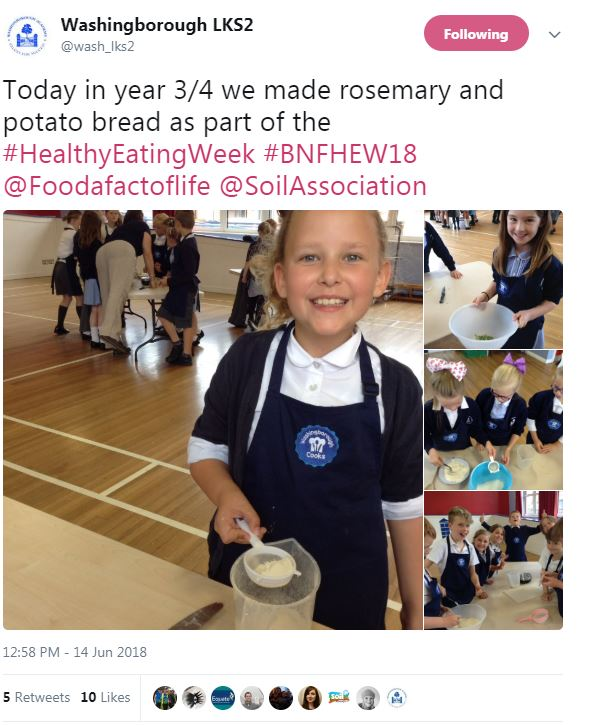 Washingborough LKS2
@wash_lks2
Following
Today in year 3/4 we made rosemary and
potato bread as part of the
#HealthyEatingWeek #BNFHEW18
@Foodafactoflife @SoilAssociation
Washingborough
Cooks
12:58 PM - 14 Jun 2018
5 Retweets 10 Likes